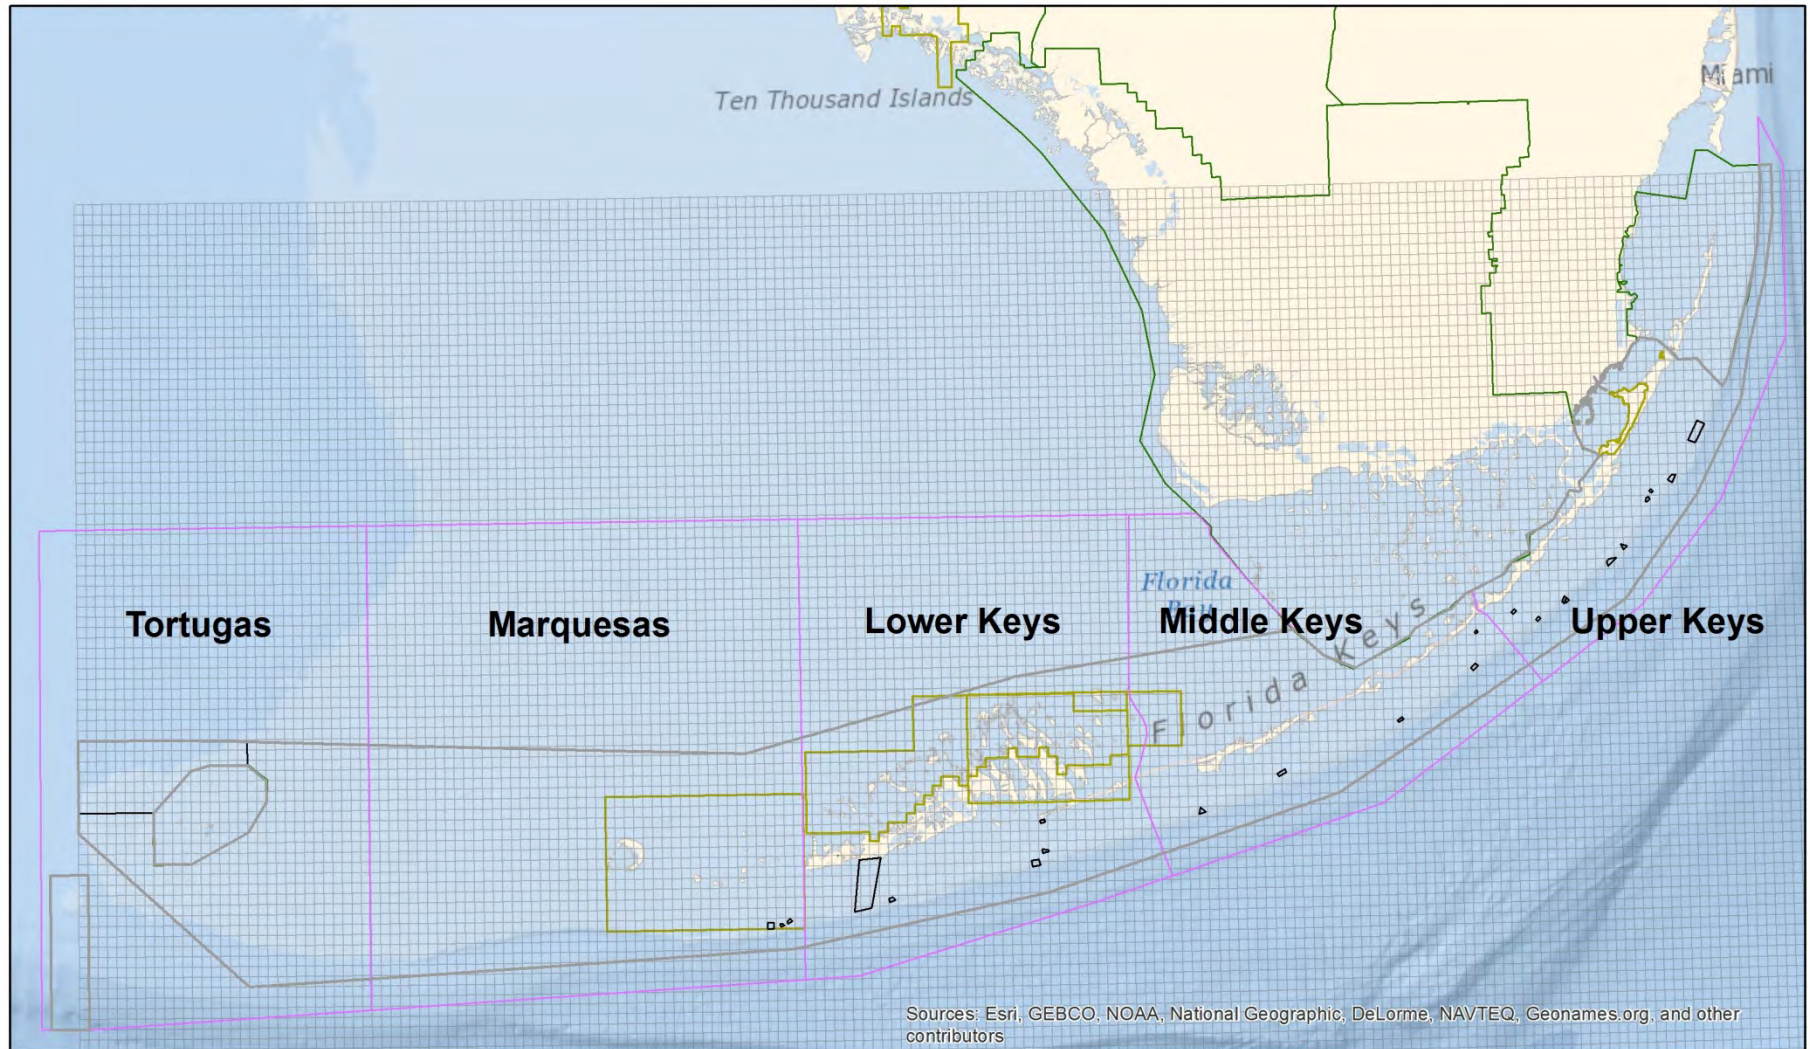 Miami
Ten Thousand Islands
Florida
Bay
Tortugas
Marquesas
Lower Keys
Middle Keys
Upper Keys
Florida Keys
Sources: Esri, GEBCO, NOAA, National Geographic, DeLorme, NAVTEQ, Geonames.org, and other
contributors